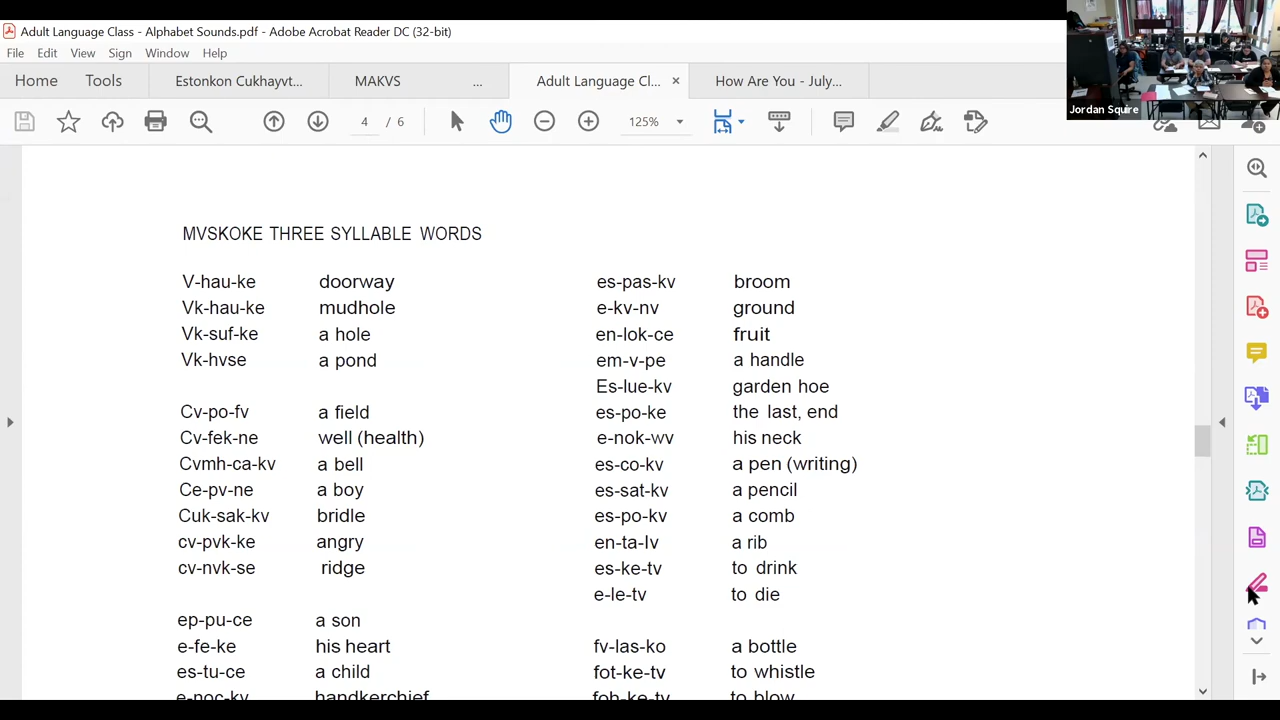 Adult Language Class - Alphabet Sounds.pdf - Adobe Acrobat Reader DC (32-bit)
File Edit View Sign Window Help
Home Tools Estonkon Cukhayvt... MAKVS ... Adult Language Cl... × How Are You - July...
4 / 6 125%
Jordan Squire
MVSKOKE THREE SYLLABLE WORDS
V-hau-ke doorway
Vk-hau-ke mudhole
Vk-suf-ke a hole
Vk-hvse a pond
Cv-po-fv a field
Cv-fek-ne well (health)
Cvmh-ca-kv a bell
Ce-pv-ne a boy
Cuk-sak-kv bridle
cv-pvk-ke angry
cv-nvk-se ridge
ep-pu-ce a son
e-fe-ke his heart
es-tu-ce a child
e-noc-kv handkerchief
es-pas-kv broom
e-kv-nv ground
en-lok-ce fruit
em-v-pe a handle
Es-lue-kv garden hoe
es-po-ke the last, end
e-nok-wv his neck
es-co-kv a pen (writing)
es-sat-kv a pencil
es-po-kv a comb
en-ta-lv a rib
es-ke-tv to drink
e-le-tv to die
fv-las-ko a bottle
fot-ke-tv to whistle
foh-ke-tv to blow